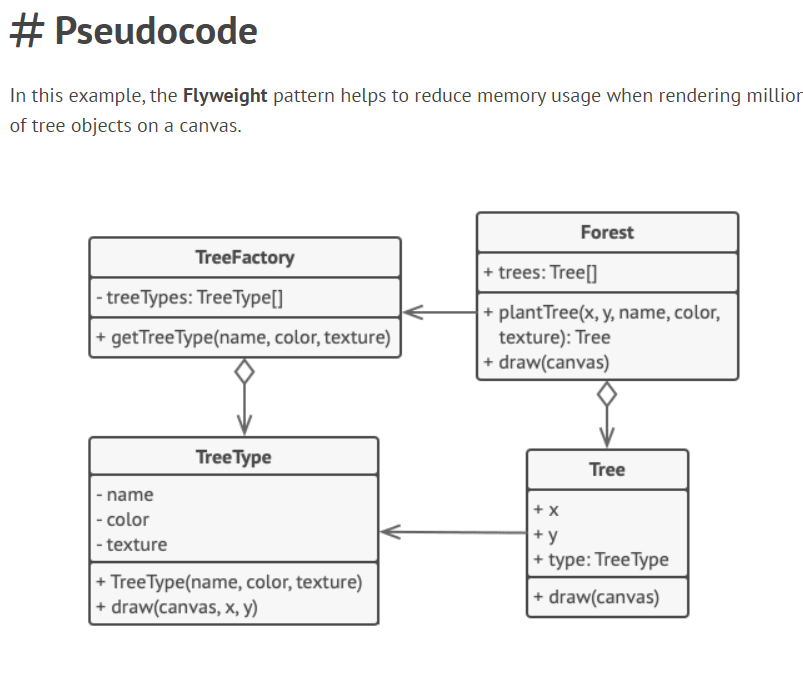 # Pseudocode
In this example, the Flyweight pattern helps to reduce memory usage when rendering
of tree objects on a canvas.
TreeFactory
- treeTypes: TreeType[]
+ getTreeType(name, color, texture)
Forest
+ trees: Tree[]
+ plantTree(x, y, name, color,
texture): Tree
+ draw(canvas)
TreeType
- name
- color
- texture
+ TreeType(name, color, texture)
+ draw(canvas, x, y)
Tree
+ x
+ y
+ type: TreeType
+ draw(canvas)